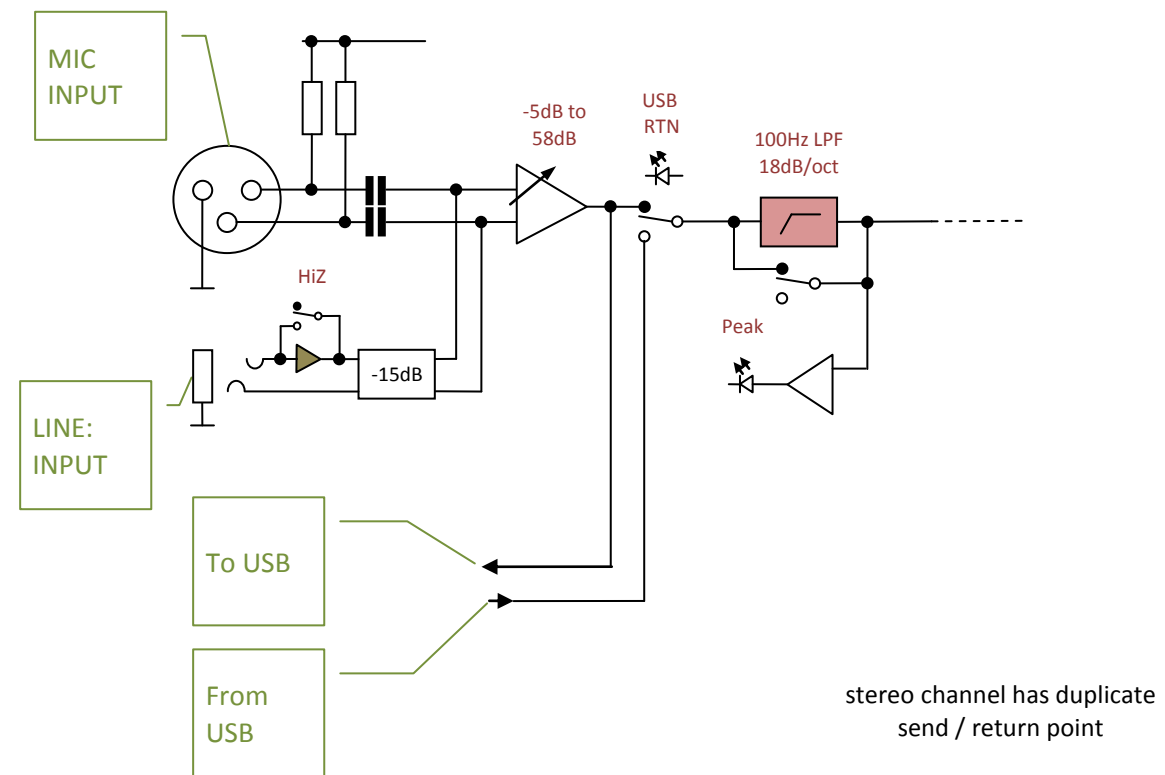 MIC
INPUT
-5dB to
58dB
USB
RTN
100Hz LPF
18dB/oct
HiZ
Peak
-15dB
LINE:
INPUT
To USB
From
USB
stereo channel has duplicate
send / return point